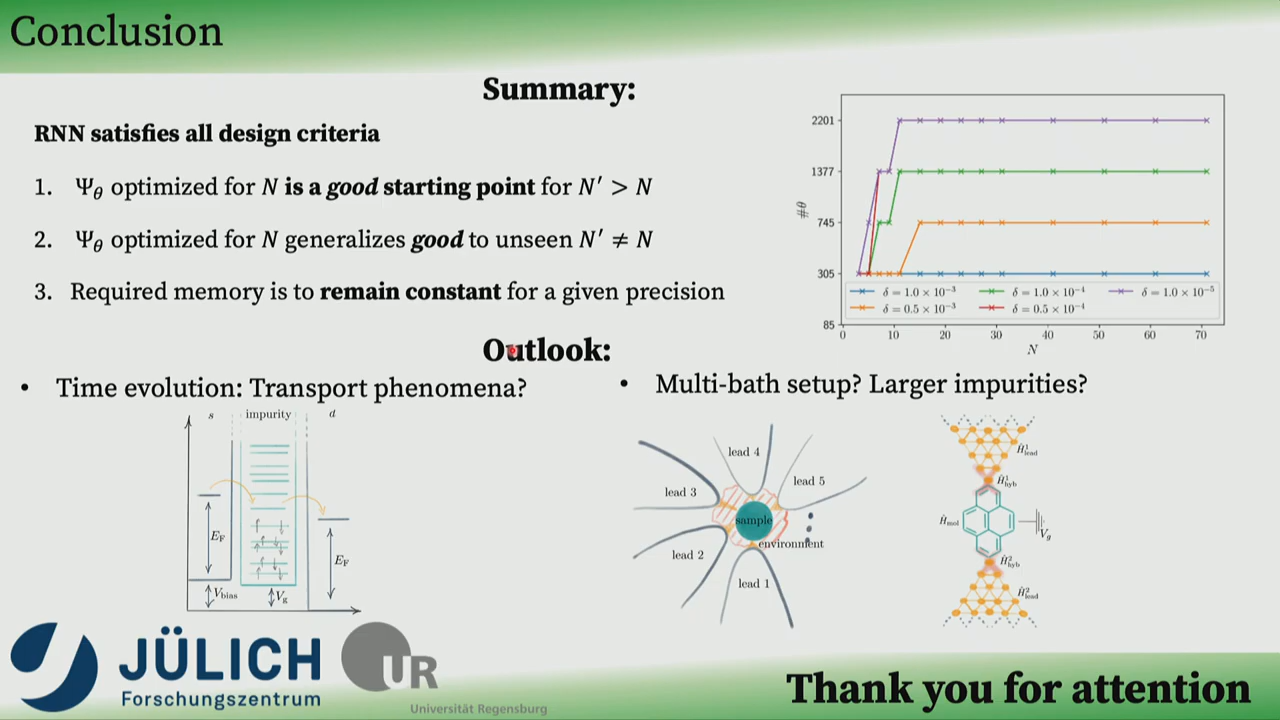 Conclusion
Summary:
RNN satisfies all design criteria
1. Ψθ optimized for N is a good starting point for N′ > N
2. Ψθ optimized for N generalizes good to unseen N′ ≠ N
3. Required memory is to remain constant for a given precision
#θ
2201
1377
745
305
85
δ = 1.0 × 10⁻³
δ = 0.5 × 10⁻³
δ = 1.0 × 10⁻⁴
δ = 0.5 × 10⁻⁴
δ = 1.0 × 10⁻⁵
0 10 20 30 40 50 60 70
N
Outlook:
• Time evolution: Transport phenomena?
s impurity d
E_F
E_F
V_bias
V_g
• Multi-bath setup? Larger impurities?
lead 4
lead 5
lead 3
sample
environment
lead 2
lead 1
Ĥ¹_lead
Ĥ¹_hyb
Ĥ_mol
V_g
Ĥ²_hyb
Ĥ²_lead
JÜLICH
Forschungszentrum
UR
Universität Regensburg
Thank you for attention